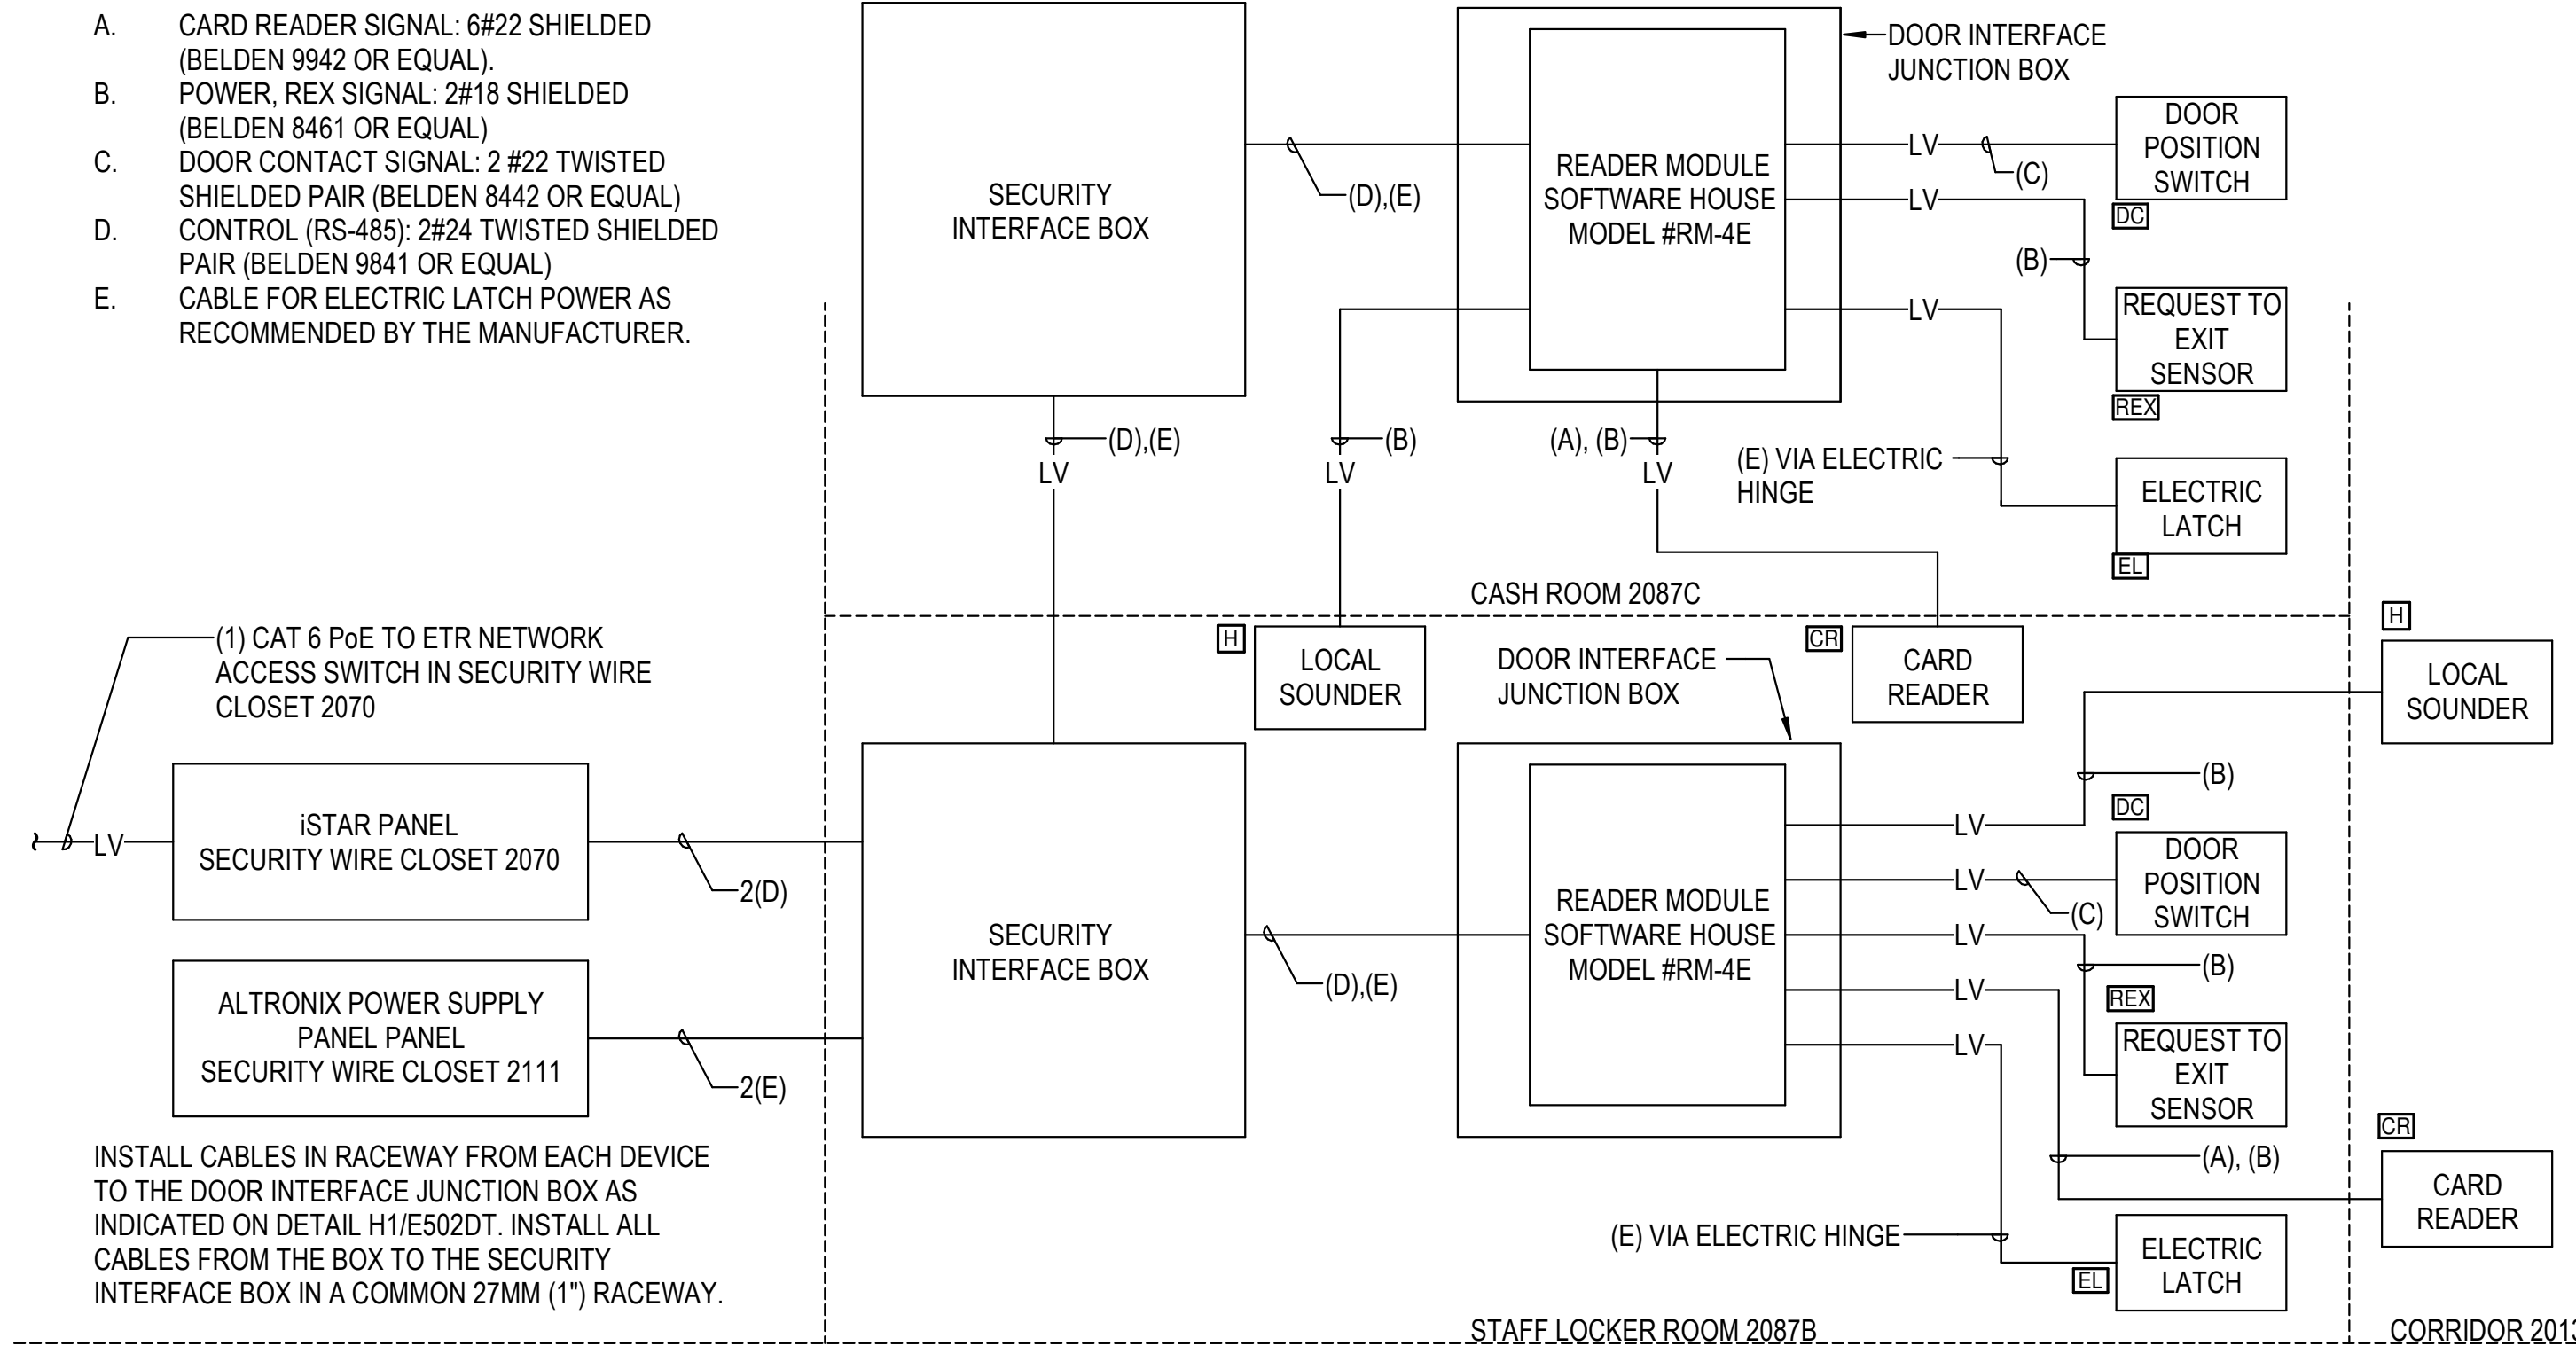 A. CARD READER SIGNAL: 6#22 SHIELDED
(BELDEN 9942 OR EQUAL).
B. POWER, REX SIGNAL: 2#18 SHIELDED
(BELDEN 8461 OR EQUAL)
C. DOOR CONTACT SIGNAL: 2 #22 TWISTED
SHIELDED PAIR (BELDEN 8442 OR EQUAL)
D. CONTROL (RS-485): 2#24 TWISTED SHIELDED
PAIR (BELDEN 9841 OR EQUAL)
E. CABLE FOR ELECTRIC LATCH POWER AS
RECOMMENDED BY THE MANUFACTURER.
SECURITY
INTERFACE BOX
(D),(E)
READER MODULE
SOFTWARE HOUSE
MODEL #RM-4E
DOOR INTERFACE
JUNCTION BOX
LV
(C)
DOOR
POSITION
SWITCH
DC
LV
(B)
REQUEST TO
EXIT
SENSOR
REX
LV
(E) VIA ELECTRIC
HINGE
ELECTRIC
LATCH
EL
(D),(E)
LV
(B)
LV
(A), (B)
LV
CASH ROOM 2087C
(1) CAT 6 PoE TO ETR NETWORK
ACCESS SWITCH IN SECURITY WIRE
CLOSET 2070
H
LOCAL
SOUNDER
DOOR INTERFACE
JUNCTION BOX
CR
CARD
READER
H
LOCAL
SOUNDER
LV
iSTAR PANEL
SECURITY WIRE CLOSET 2070
2(D)
ALTRONIX POWER SUPPLY
PANEL PANEL
SECURITY WIRE CLOSET 2111
2(E)
SECURITY
INTERFACE BOX
(D),(E)
READER MODULE
SOFTWARE HOUSE
MODEL #RM-4E
LV
(B)
DC
LV
(C)
DOOR
POSITION
SWITCH
LV
(B)
REX
REQUEST TO
EXIT
SENSOR
LV
(A), (B)
CR
CARD
READER
LV
(E) VIA ELECTRIC HINGE
EL
ELECTRIC
LATCH
INSTALL CABLES IN RACEWAY FROM EACH DEVICE
TO THE DOOR INTERFACE JUNCTION BOX AS
INDICATED ON DETAIL H1/E502DT. INSTALL ALL
CABLES FROM THE BOX TO THE SECURITY
INTERFACE BOX IN A COMMON 27MM (1") RACEWAY.
STAFF LOCKER ROOM 2087B
CORRIDOR 2013